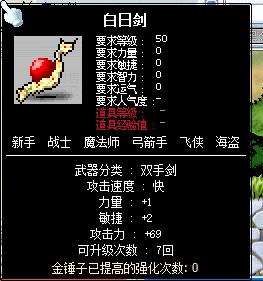 白日剑
要求等级： 50
要求力量： 0
要求敏捷： 0
要求智力： 0
要求运气： 0
要求人气度： -
道具等级： -
道具经验值： -
新手 战士 魔法师 弓箭手 飞侠 海盗
武器分类： 双手剑
攻击速度： 快
力量： +1
敏捷： +2
攻击力： +69
可升级次数： 7回
金锤子已提高的强化次数: 0